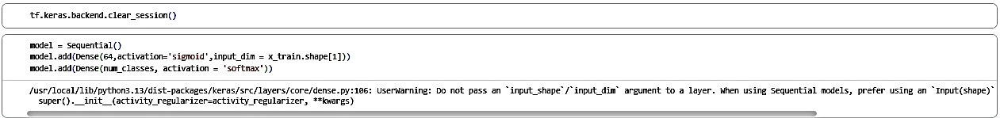 tf.keras.backend.clear_session()
model = Sequential()
model.add(Dense(64,activation='sigmoid',input_dim = x_train.shape[1]))
model.add(Dense(num_classes, activation = 'softmax'))
/usr/local/lib/python3.13/dist-packages/keras/src/layers/core/dense.py:106: UserWarning: Do not pass an `input_shape`/`input_dim` argument to a layer. When using Sequential models, prefer using an `Input(shape)`
super().__init__(activity_regularizer=activity_regularizer, **kwargs)